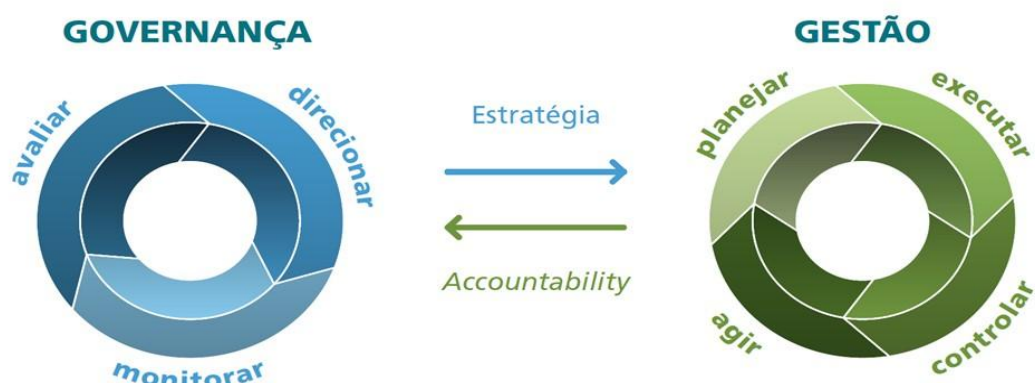 GOVERNANÇA
avaliar
direcionar
monitorar
Estratégia
Accountability
GESTÃO
planejar
executar
controlar
agir